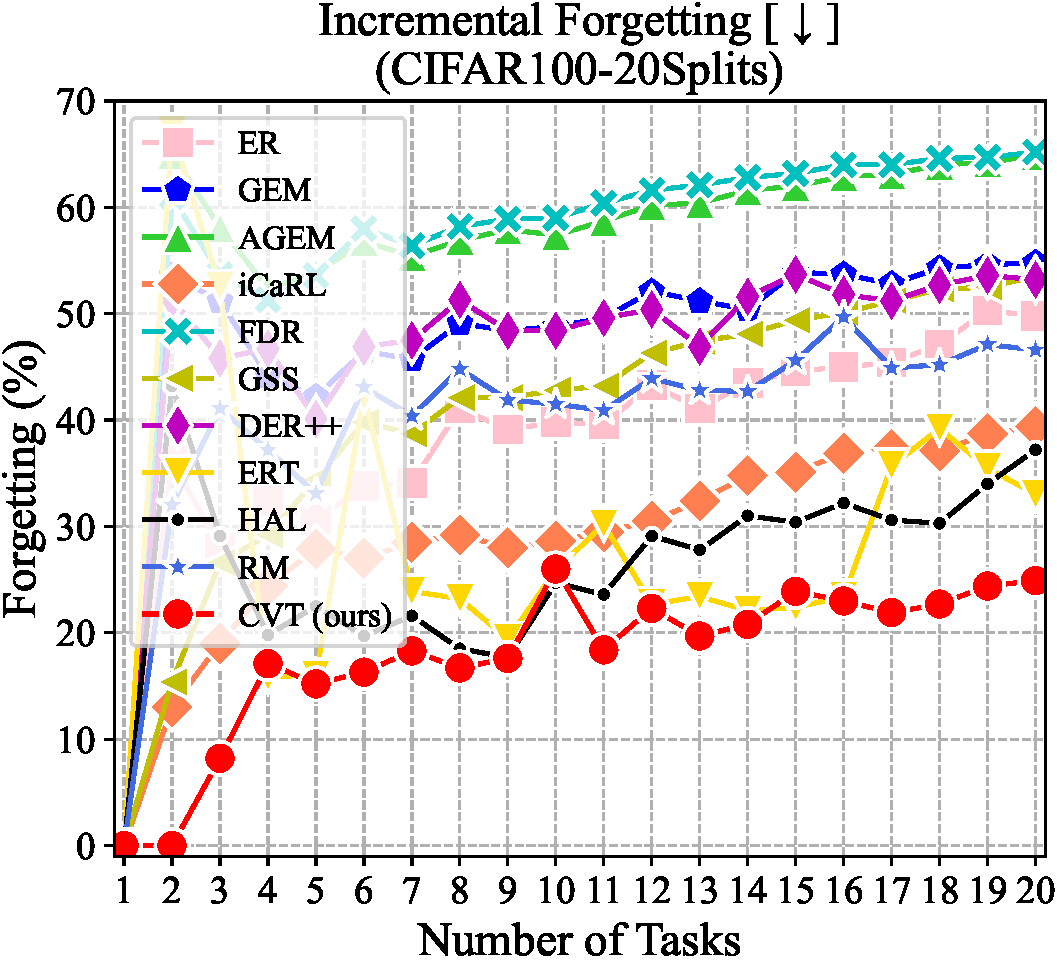 Incremental Forgetting [ ↓ ]
(CIFAR100-20Splits)
Forgetting (%)
70
60
50
40
30
20
10
0
ER
GEM
AGEM
iCaRL
FDR
GSS
DER++
ERT
HAL
RM
CVT (ours)
1 2 3 4 5 6 7 8 9 10 11 12 13 14 15 16 17 18 19 20
Number of Tasks